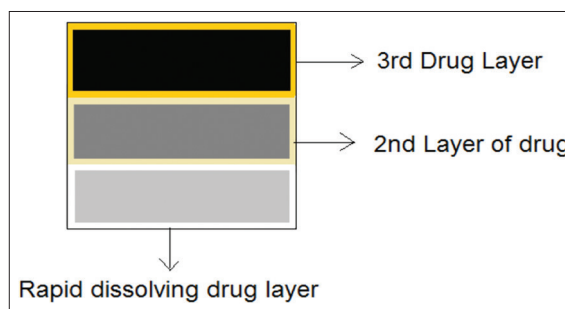 3rd Drug Layer
2nd Layer of drug
Rapid dissolving drug layer